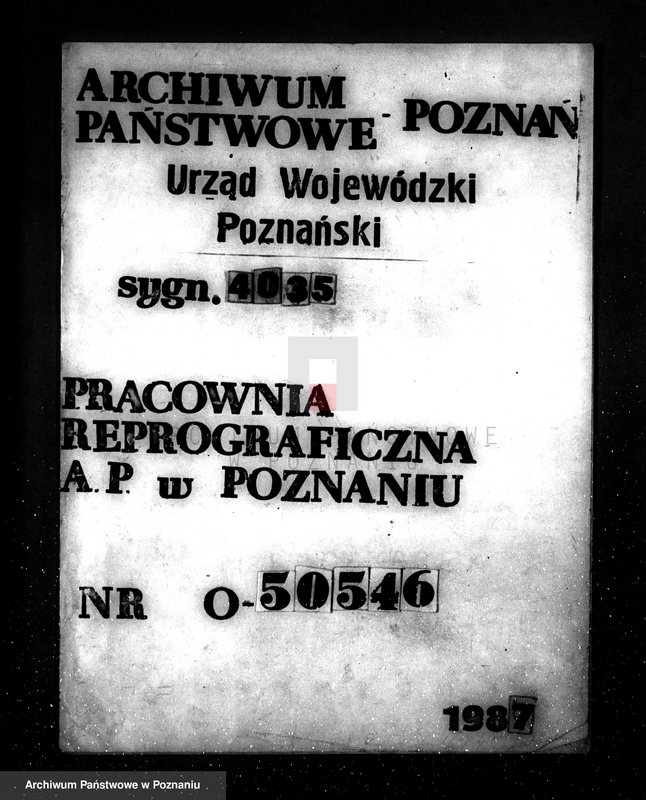 ARCHIWUM
PAŃSTWOWE - POZNAŃ
Urząd Wojewódzki
Poznański
sygn. 4035
PRACOWNIA
REPROGRAFICZNA
A.P. w POZNANIU
NR O-50546
1987
Archiwum Państwowe w Poznaniu